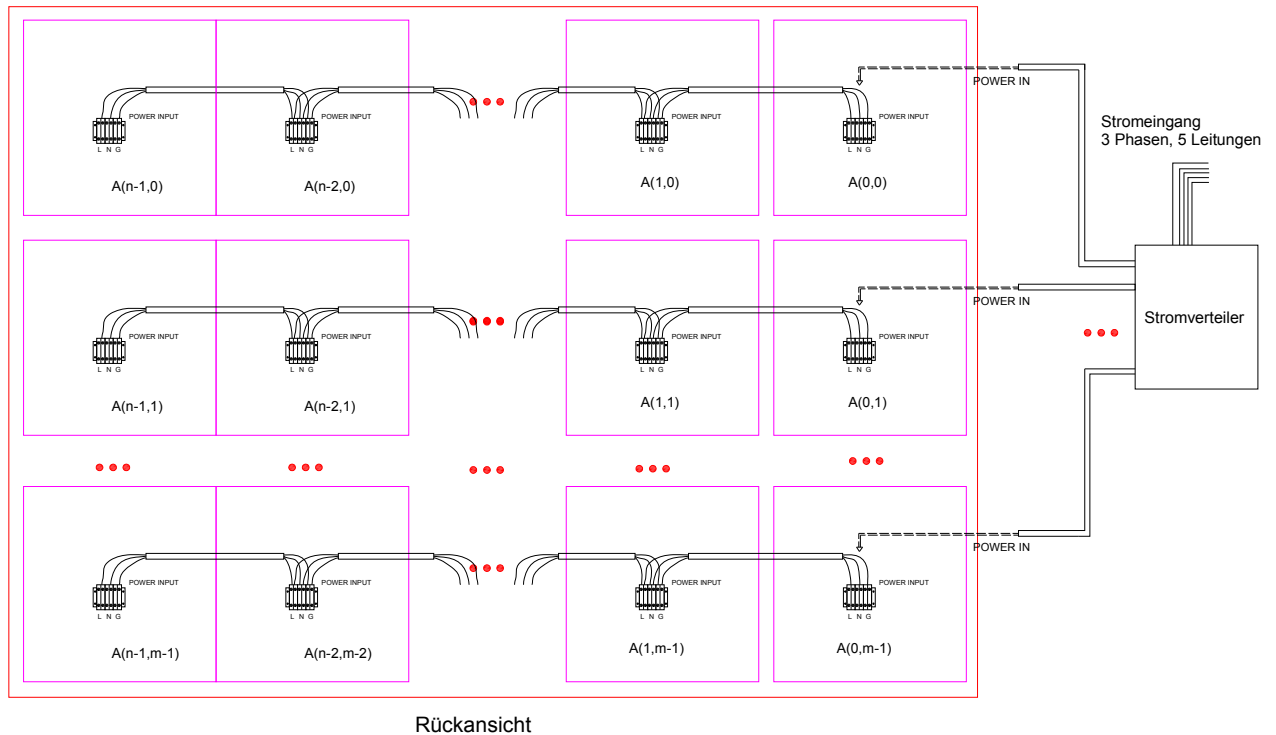 POWER IN
Stromeingang
3 Phasen, 5 Leitungen
POWER INPUT POWER INPUT POWER INPUT POWER INPUT
L N G L N G L N G L N G
A(n-1,0) A(n-2,0) A(1,0) A(0,0)
POWER IN
Stromverteiler
POWER INPUT POWER INPUT POWER INPUT POWER INPUT
L N G L N G L N G L N G
A(n-1,1) A(n-2,1) A(1,1) A(0,1)
POWER IN
POWER INPUT POWER INPUT POWER INPUT POWER INPUT
L N G L N G L N G L N G
A(n-1,m-1) A(n-2,m-2) A(1,m-1) A(0,m-1)
Rückansicht